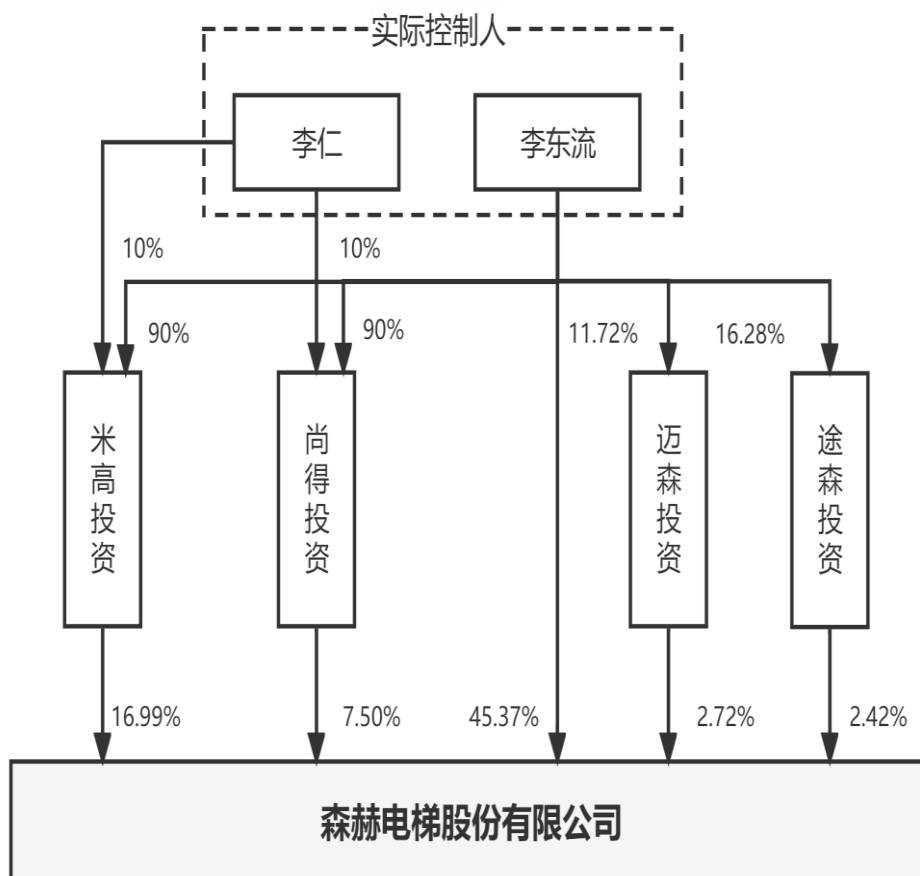 实际控制人
李仁
李东流
10%
10%
90%
90%
11.72%
16.28%
米高投资
尚得投资
迈森投资
途森投资
16.99%
7.50%
45.37%
2.72%
2.42%
森赫电梯股份有限公司